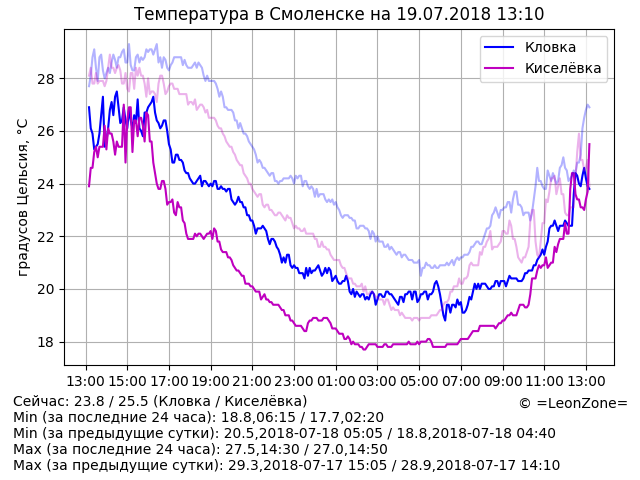 Температура в Смоленске на 19.07.2018 13:10
Кловка
Киселёвка
градусов Цельсия, °C
28
26
24
22
20
18
13:00 15:00 17:00 19:00 21:00 23:00 01:00 03:00 05:00 07:00 09:00 11:00 13:00
Сейчас: 23.8 / 25.5 (Кловка / Киселёвка)
© =LeonZone=
Min (за последние 24 часа): 18.8,06:15 / 17.7,02:20
Min (за предыдущие сутки): 20.5,2018-07-18 05:05 / 18.8,2018-07-18 04:40
Max (за последние 24 часа): 27.5,14:30 / 27.0,14:50
Max (за предыдущие сутки): 29.3,2018-07-17 15:05 / 28.9,2018-07-17 14:10